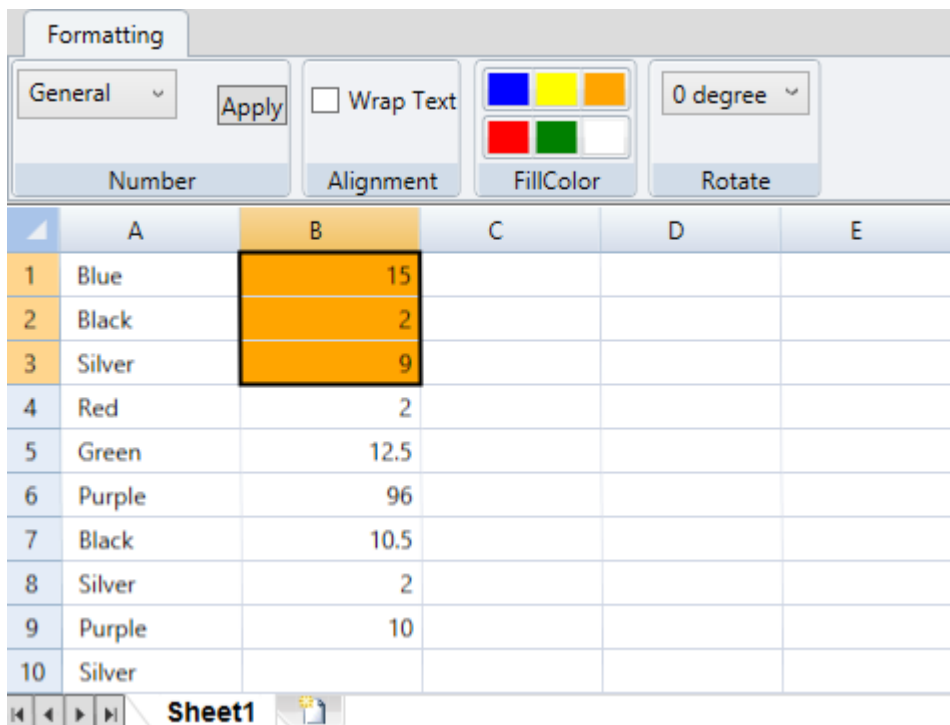 Formatting
General Apply Wrap Text 0 degree
Number Alignment FillColor Rotate
A B C D E
1 Blue 15
2 Black 2
3 Silver 9
4 Red 2
5 Green 12.5
6 Purple 96
7 Black 10.5
8 Silver 2
9 Purple 10
10 Silver
Sheet1